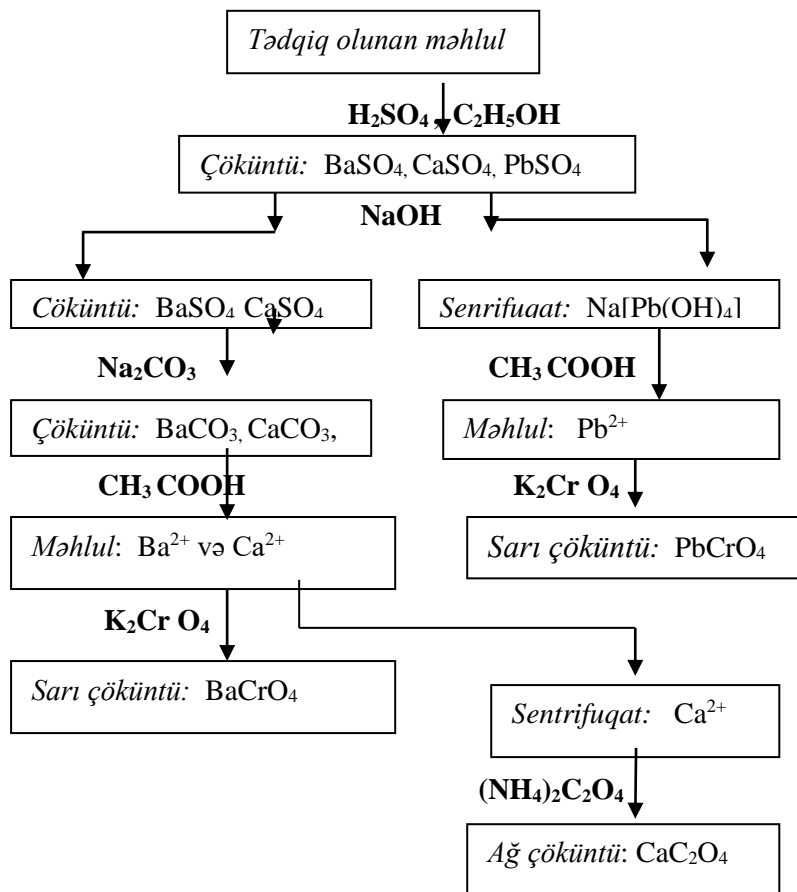 Tədqiq olunan məhlul
H₂SO₄ , C₂H₅OH
Çöküntü: BaSO₄, CaSO₄, PbSO₄
NaOH
Cöküntü: BaSO₄ CaSO₄
Senrifuqat: Na[Pb(OH)₄]
Na₂CO₃
CH₃ COOH
Çöküntü: BaCO₃, CaCO₃,
Məhlul: Pb²⁺
CH₃ COOH
K₂Cr O₄
Məhlul: Ba²⁺ və Ca²⁺
Sarı çöküntü: PbCrO₄
K₂Cr O₄
Sarı çöküntü: BaCrO₄
Sentrifuqat: Ca²⁺
(NH₄)₂C₂O₄
Ağ çöküntü: CaC₂O₄